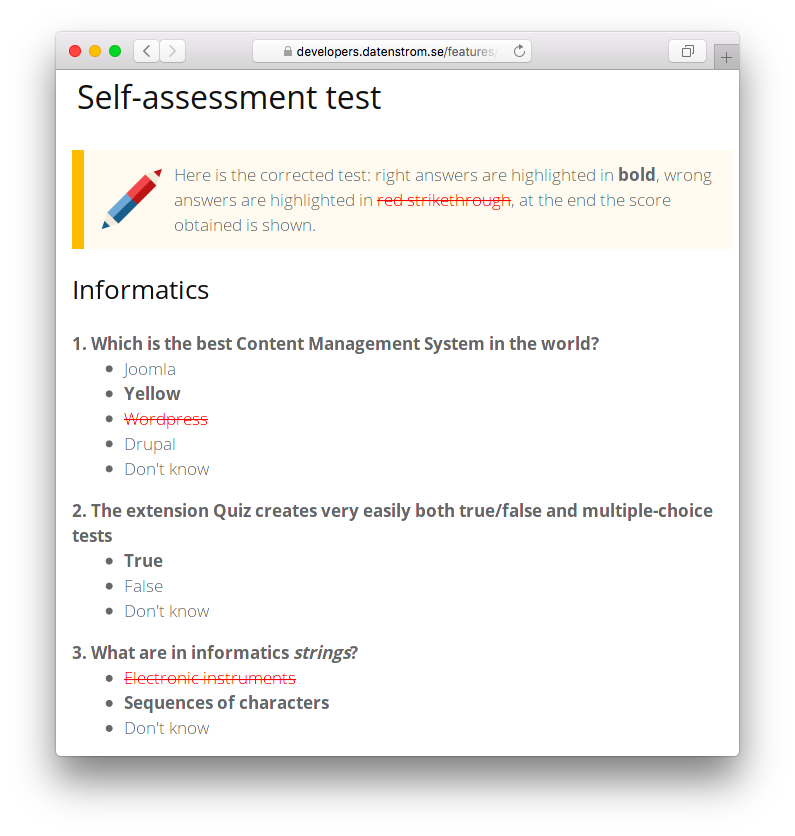 developers.datenstrom.se/features/
Self-assessment test
Here is the corrected test: right answers are highlighted in bold, wrong
answers are highlighted in red strikethrough, at the end the score
obtained is shown.
Informatics
1. Which is the best Content Management System in the world?
Joomla
Yellow
Wordpress
Drupal
Don't know
2. The extension Quiz creates very easily both true/false and multiple-choice
tests
True
False
Don't know
3. What are in informatics strings?
Electronic instruments
Sequences of characters
Don't know